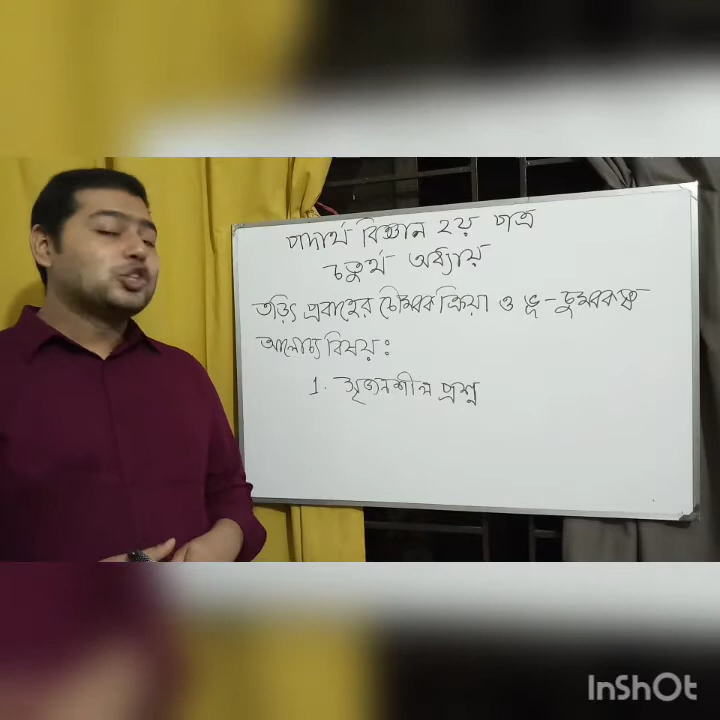 পদার্থ বিজ্ঞান ২য় পত্র
চতুর্থ অধ্যায়
তড়িৎ প্রবাহের চৌম্বক ক্রিয়া ও ভূ-চুম্বকত্ব
আলোচ্য বিষয়ঃ
1. সৃজনশীল প্রশ্ন
InShOt